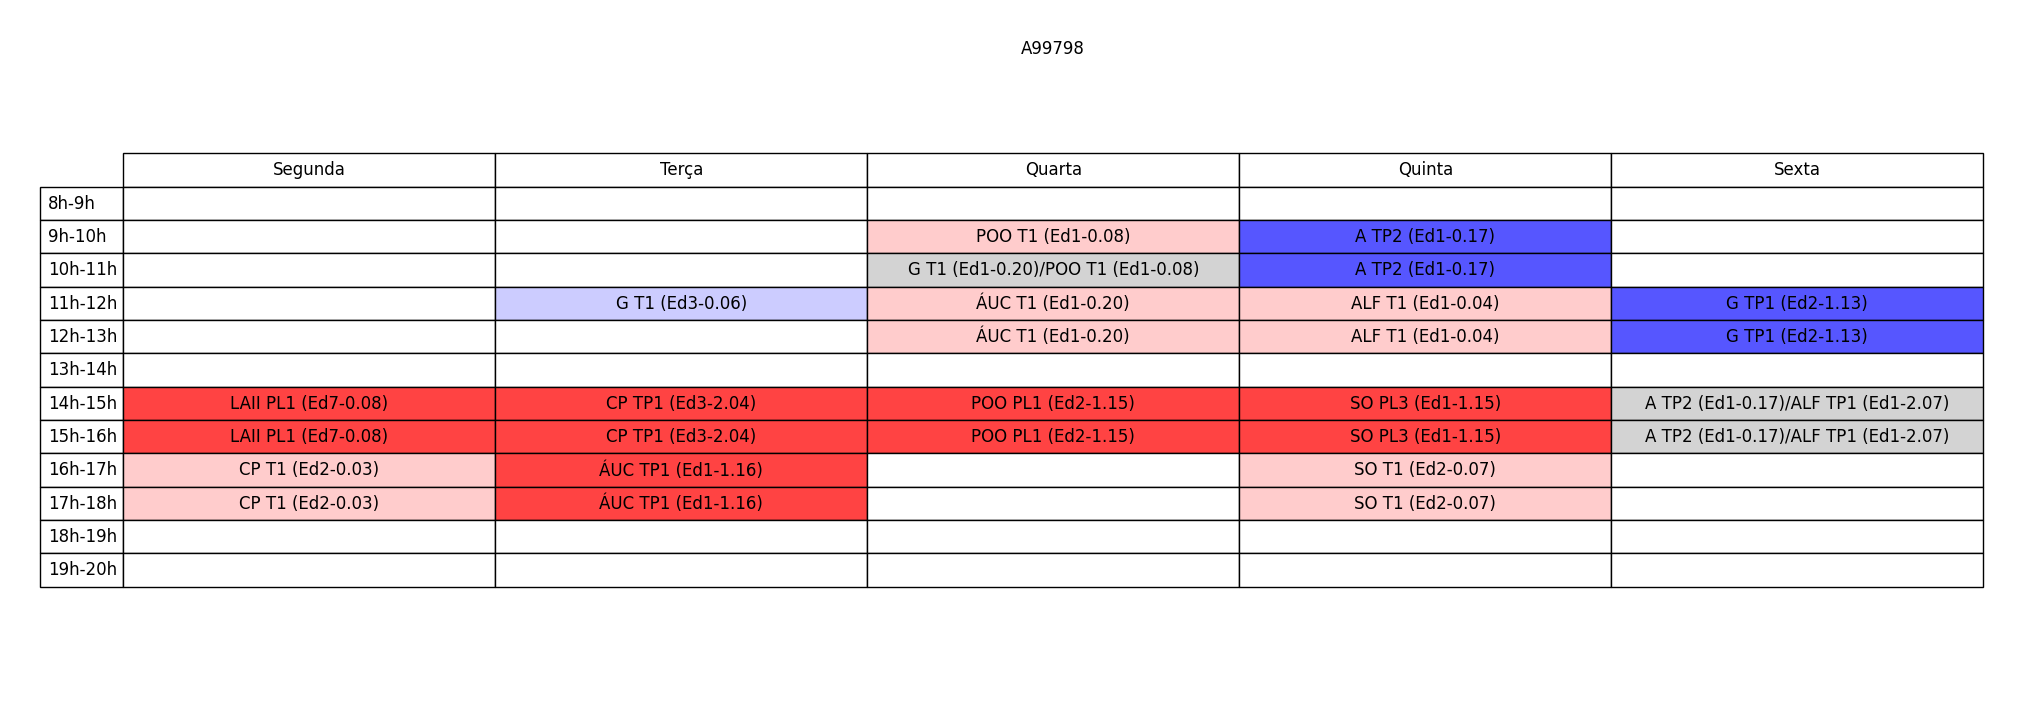 A99798
Segunda Terça Quarta Quinta Sexta
8h-9h
9h-10h POO T1 (Ed1-0.08) A TP2 (Ed1-0.17)
10h-11h G T1 (Ed1-0.20)/POO T1 (Ed1-0.08) A TP2 (Ed1-0.17)
11h-12h G T1 (Ed3-0.06) ÁUC T1 (Ed1-0.20) ALF T1 (Ed1-0.04) G TP1 (Ed2-1.13)
12h-13h ÁUC T1 (Ed1-0.20) ALF T1 (Ed1-0.04) G TP1 (Ed2-1.13)
13h-14h
14h-15h LAII PL1 (Ed7-0.08) CP TP1 (Ed3-2.04) POO PL1 (Ed2-1.15) SO PL3 (Ed1-1.15) A TP2 (Ed1-0.17)/ALF TP1 (Ed1-2.07)
15h-16h LAII PL1 (Ed7-0.08) CP TP1 (Ed3-2.04) POO PL1 (Ed2-1.15) SO PL3 (Ed1-1.15) A TP2 (Ed1-0.17)/ALF TP1 (Ed1-2.07)
16h-17h CP T1 (Ed2-0.03) ÁUC TP1 (Ed1-1.16) SO T1 (Ed2-0.07)
17h-18h CP T1 (Ed2-0.03) ÁUC TP1 (Ed1-1.16) SO T1 (Ed2-0.07)
18h-19h
19h-20h